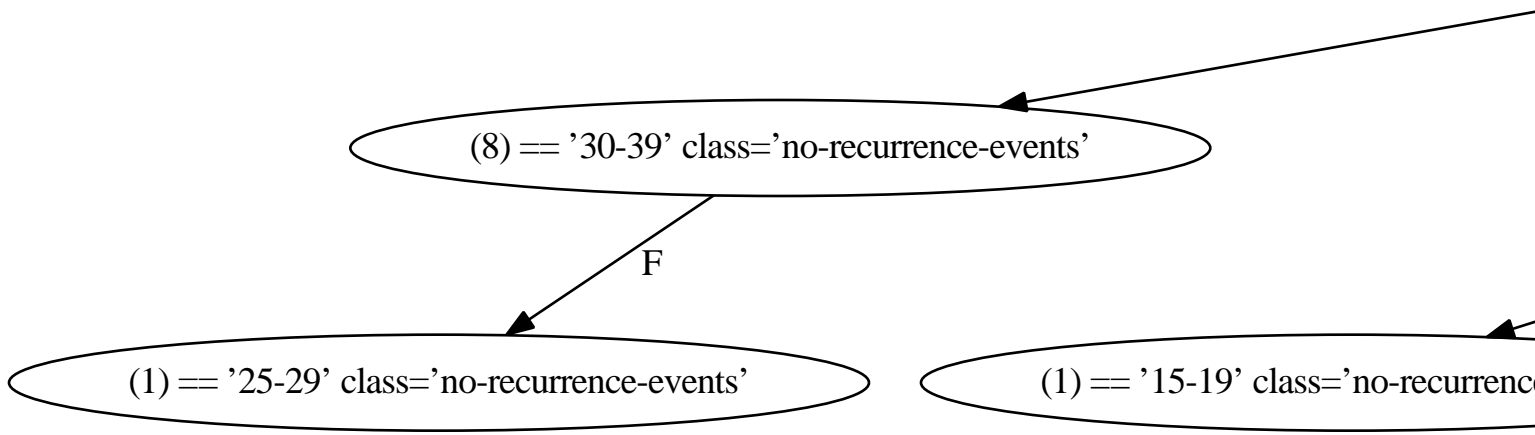 (8) == ’30-39’ class=’no-recurrence-events’
F
(1) == ’25-29’ class=’no-recurrence-events’
(1) == ’15-19’ class=’no-recurrenc